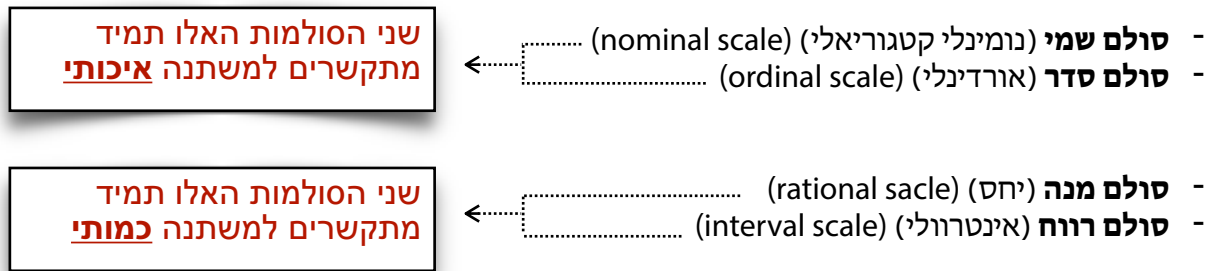 - סולם שמי (נומינלי קטגוריאלי) (nominal scale)
- סולם סדר (אורדינלי) (ordinal scale)
שני הסולמות האלו תמיד
מתקשרים למשתנה איכותי
- סולם מנה (יחס) (rational sacle)
- סולם רווח (אינטרוולי) (interval scale)
שני הסולמות האלו תמיד
מתקשרים למשתנה כמותי